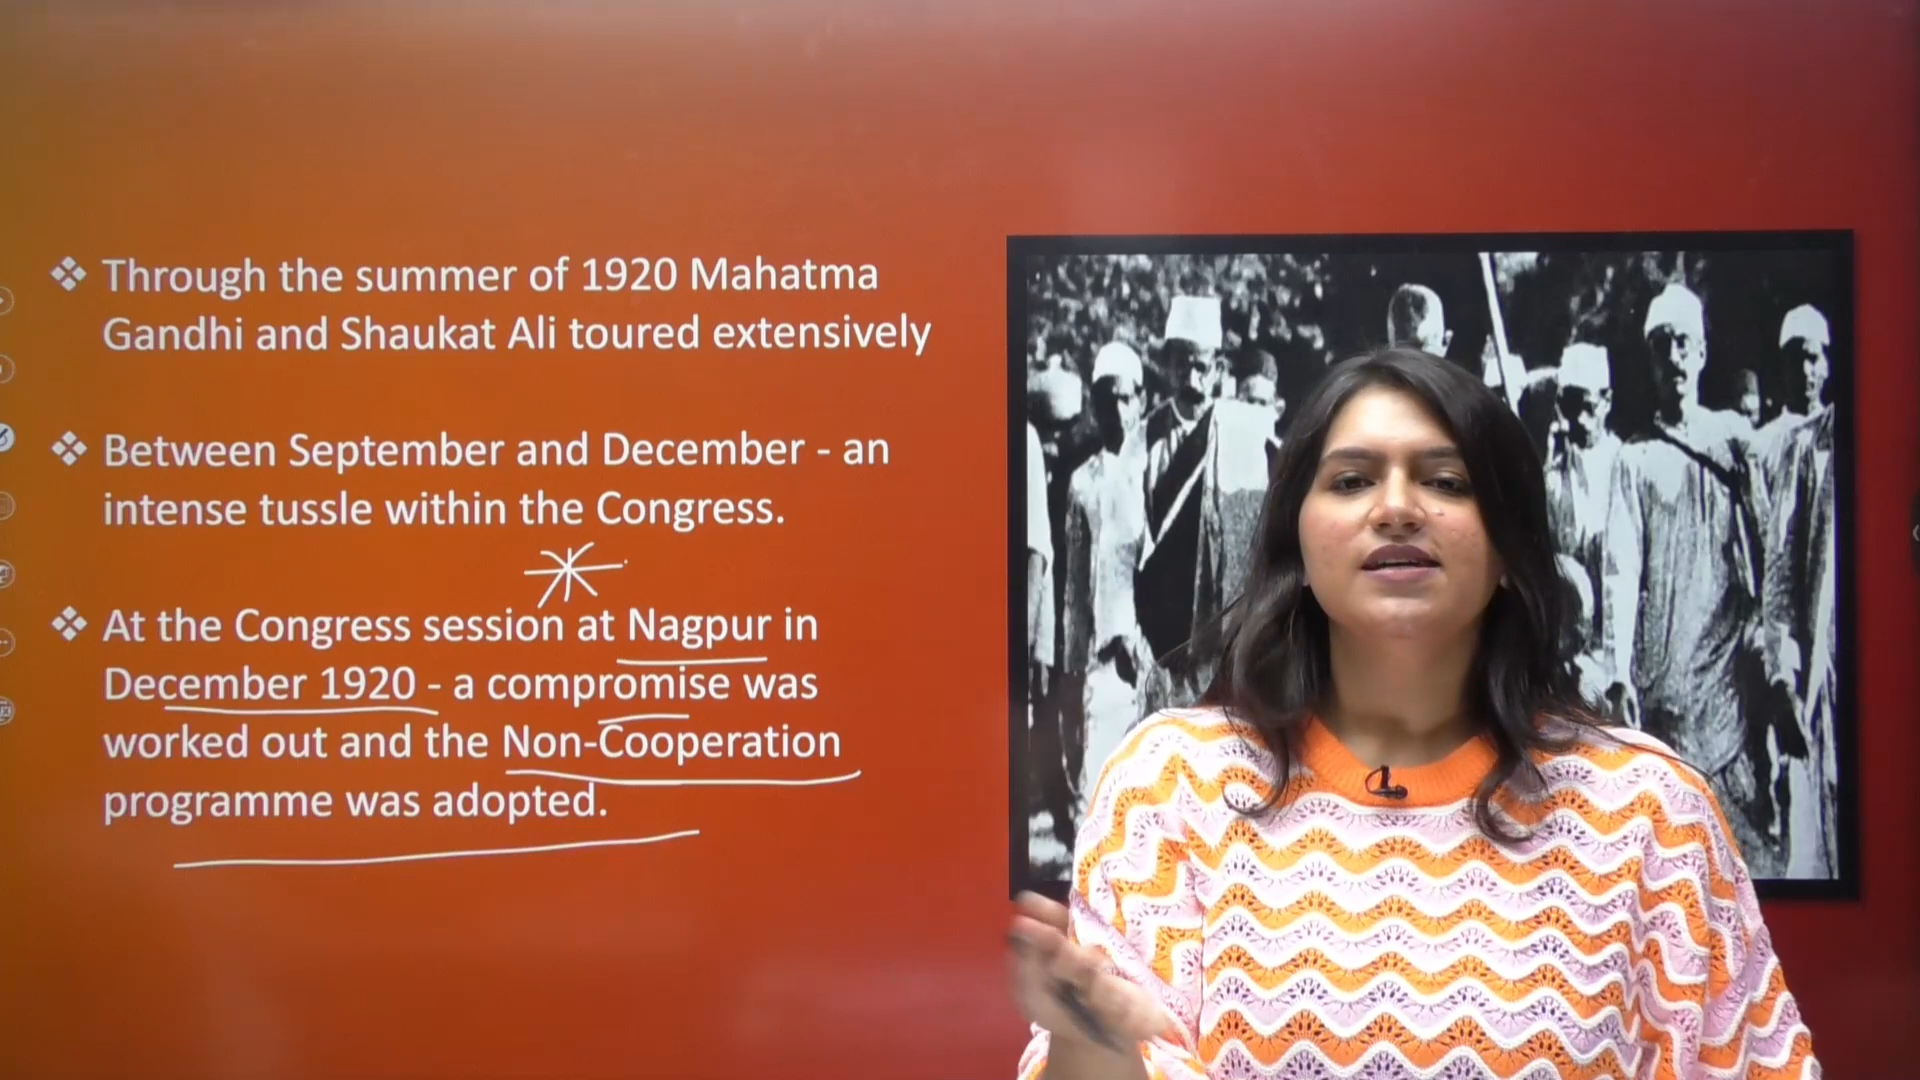 ❖ Through the summer of 1920 Mahatma
Gandhi and Shaukat Ali toured extensively
❖ Between September and December - an
intense tussle within the Congress.
❖ At the Congress session at Nagpur in
December 1920 - a compromise was
worked out and the Non-Cooperation
programme was adopted.